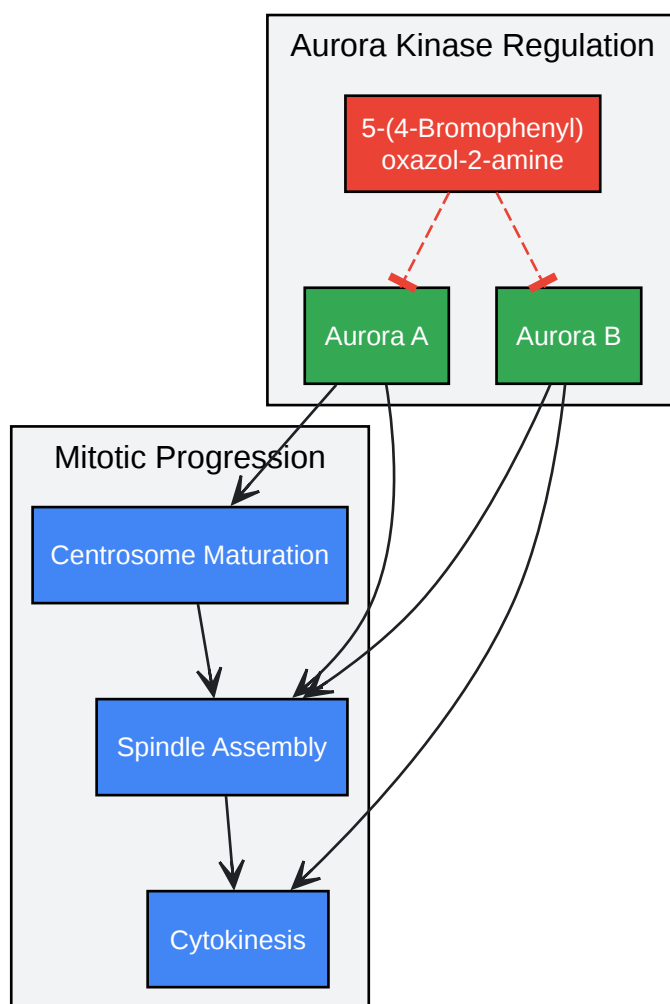 Aurora Kinase Regulation
5-(4-Bromophenyl)
oxazol-2-amine
Aurora A
Aurora B
Mitotic Progression
Centrosome Maturation
Spindle Assembly
Cytokinesis